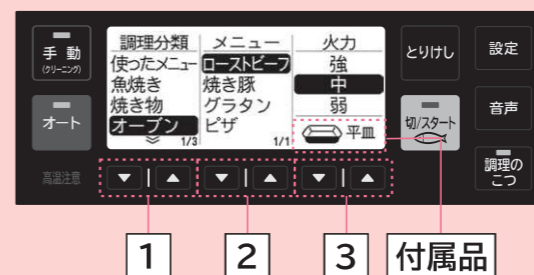 手動
(クリーニング)
オート
高温注意
調理分類
使ったメニュー
魚焼き
焼き物
オーブン
1/3
メニュー
ローストビーフ
焼き豚
グラタン
ピザ
1/1
火力
強
中
弱
平皿
とりけし
切/スタート
設定
音声
調理の
こつ
▼ | ▲
▼ | ▲
▼ | ▲
1
2
3
付属品